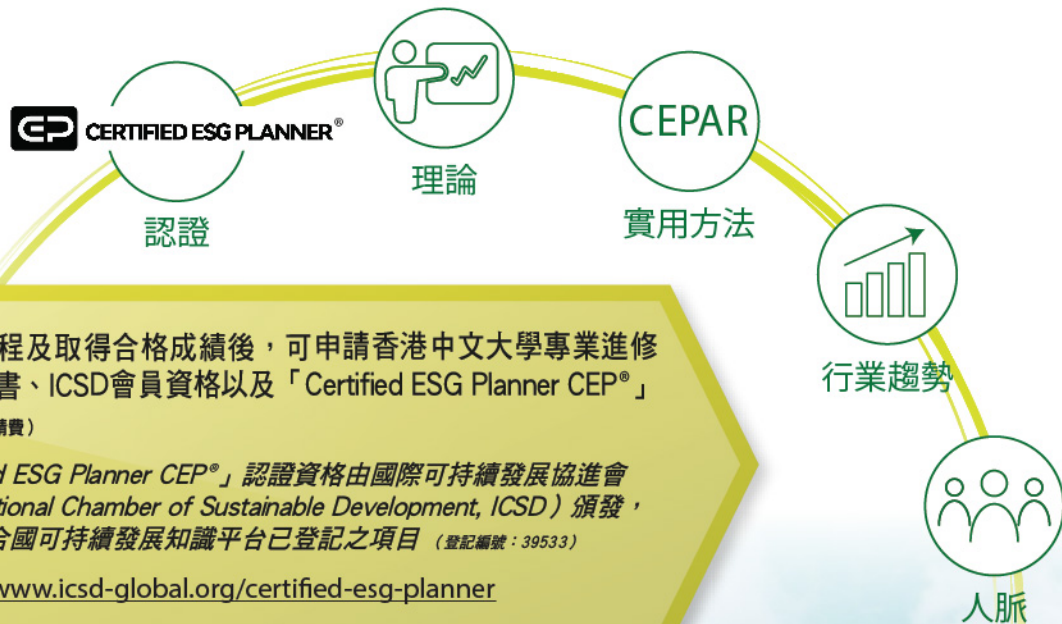 CEP CERTIFIED ESG PLANNER®
認證
理論
CEPAR
實用方法
行業趨勢
人脈
程及取得合格成績後，可申請香港中文大學專業進修
書、ICSD會員資格以及「Certified ESG Planner CEP®」
請費）
d ESG Planner CEP®」認證資格由國際可持續發展協進會
tional Chamber of Sustainable Development, ICSD）頒發，
合國可持續發展知識平台已登記之項目（登記編號：39533）
www.icsd-global.org/certified-esg-planner